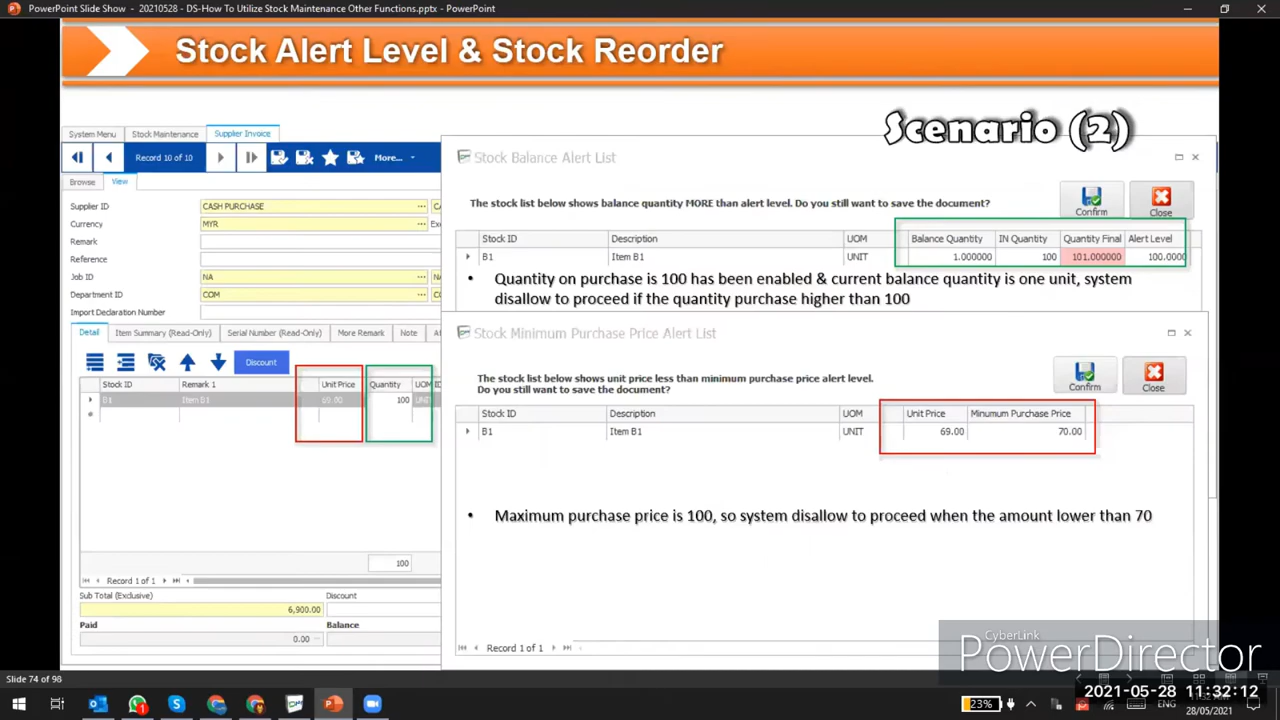 PowerPoint Slide Show - 20210528 - DS-How To Utilize Stock Maintenance Other Functions.pptx - PowerPoint
Stock Alert Level & Stock Reorder
Scenario (2)
System Menu
Stock Maintenance
Supplier Invoice
Record 10 of 10
More...
Browse
View
Supplier ID
CASH PURCHASE
Currency
MYR
Remark
Reference
Job ID
NA
Department ID
COM
Import Declaration Number
Detail
Item Summary (Read-Only)
Serial Number (Read-Only)
More Remark
Note
Discount
Stock ID
Remark 1
Unit Price
Quantity
UOM ID
B1
Item B1
69.00
100
UNIT
100
Record 1 of 1
Sub Total (Exclusive)
Discount
6,900.00
Paid
Balance
0.00
Stock Balance Alert List
The stock list below shows balance quantity MORE than alert level. Do you still want to save the document?
Confirm
Close
Stock ID
Description
UOM
Balance Quantity
IN Quantity
Quantity Final
Alert Level
B1
Item B1
UNIT
1.000000
100
101.000000
100.0000
• Quantity on purchase is 100 has been enabled & current balance quantity is one unit, system
disallow to proceed if the quantity purchase higher than 100
Stock Minimum Purchase Price Alert List
The stock list below shows unit price less than minimum purchase price alert level.
Do you still want to save the document?
Confirm
Close
Stock ID
Description
UOM
Unit Price
Minumum Purchase Price
B1
Item B1
UNIT
69.00
70.00
• Maximum purchase price is 100, so system disallow to proceed when the amount lower than 70
Record 1 of 1
CyberLink
PowerDirector
Slide 74 of 98
2021-05-28 11:32:12
23%
ENG
28/05/2021